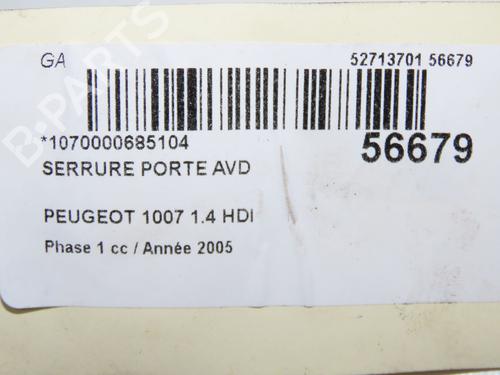 GA 52713701 56679
*1070000685104 56679
SERRURE PORTE AVD
PEUGEOT 1007 1.4 HDI
Phase 1 cc / Année 2005
B-PARTS